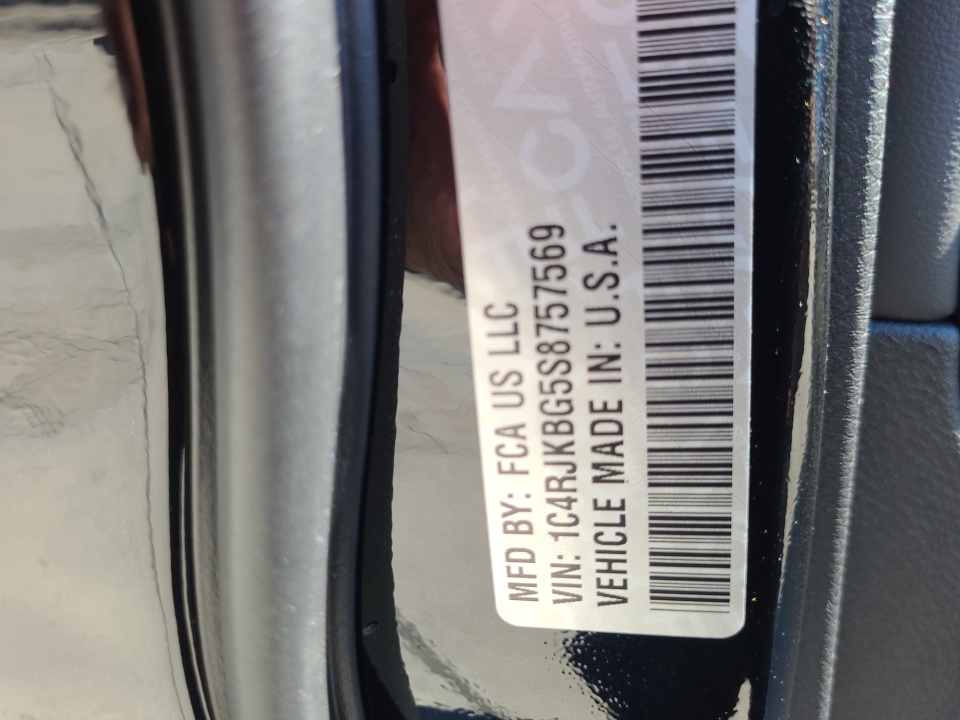 MFD BY: FCA US LLC
VIN: 1C4RJKBG5S8757569
VEHICLE MADE IN: U.S.A.